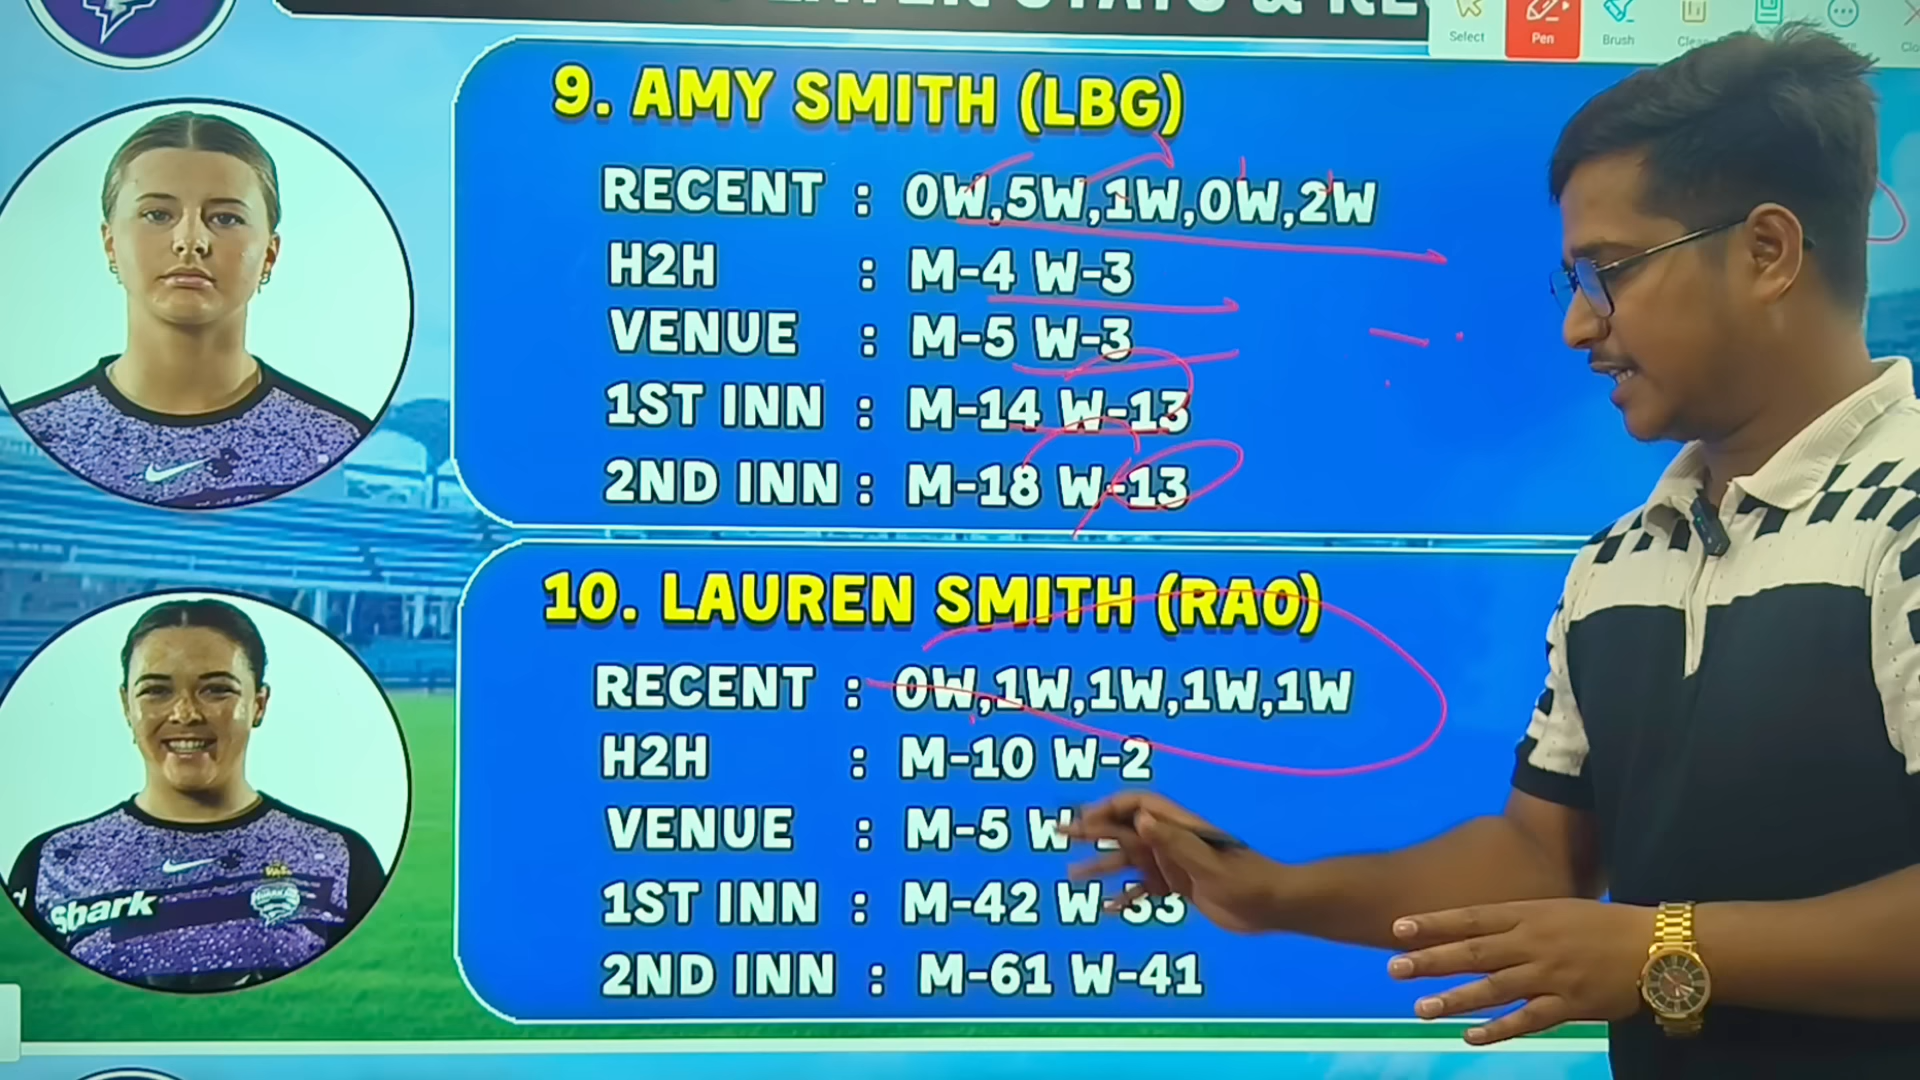 Select
Pen
Brush
9. AMY SMITH (LBG)
RECENT : 0W,5W,1W,0W,2W
H2H : M-4 W-3
VENUE : M-5 W-3
1ST INN : M-14 W-13
2ND INN : M-18 W-13
10. LAUREN SMITH (RAO)
RECENT : 0W,1W,1W,1W,1W
H2H : M-10 W-2
VENUE : M-5 W
1ST INN : M-42 W-33
2ND INN : M-61 W-41
Shark